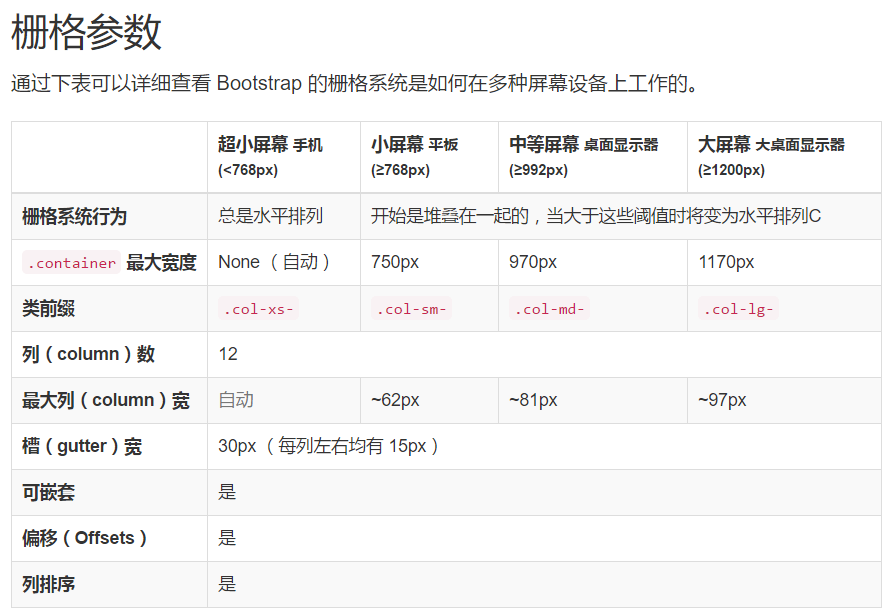 栅格参数
通过下表可以详细查看 Bootstrap 的栅格系统是如何在多种屏幕设备上工作的。
超小屏幕 手机 (<768px)
小屏幕 平板 (≥768px)
中等屏幕 桌面显示器 (≥992px)
大屏幕 大桌面显示器 (≥1200px)
栅格系统行为 总是水平排列 开始是堆叠在一起的，当大于这些阈值时将变为水平排列C
.container 最大宽度 None （自动） 750px 970px 1170px
类前缀 .col-xs- .col-sm- .col-md- .col-lg-
列（column）数 12
最大列（column）宽 自动 ~62px ~81px ~97px
槽（gutter）宽 30px （每列左右均有 15px）
可嵌套 是
偏移（Offsets） 是
列排序 是